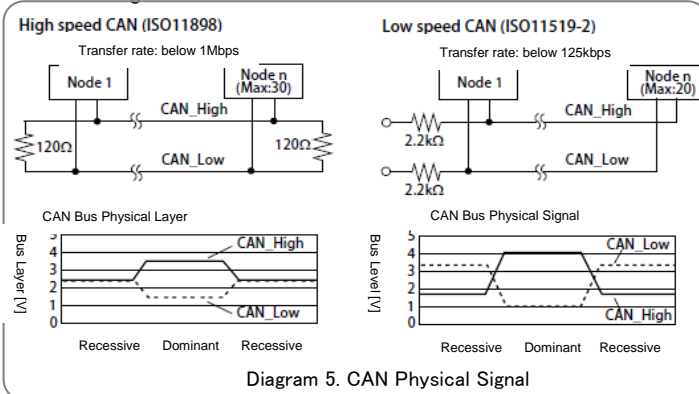 High speed CAN (ISO11898)
Transfer rate: below 1Mbps
Node 1
Node n
(Max:30)
CAN_High
120Ω
120Ω
CAN_Low
CAN Bus Physical Layer
Bus Layer [V]
5
4
3
2
1
0
CAN_High
CAN_Low
Recessive Dominant Recessive
Low speed CAN (ISO11519-2)
Transfer rate: below 125kbps
Node 1
Node n
(Max:20)
CAN_High
2.2kΩ
CAN_Low
2.2kΩ
CAN Bus Physical Signal
Bus Level [V]
5
4
3
2
1
0
CAN_Low
CAN_High
Recessive Dominant Recessive
Diagram 5. CAN Physical Signal